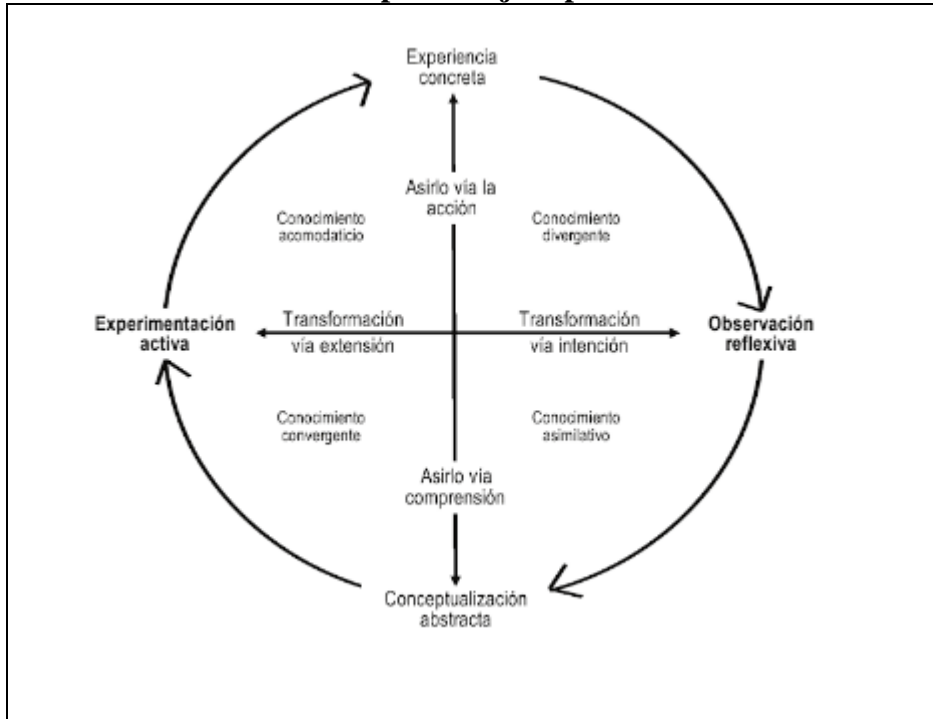 Experiencia
concreta
Asirlo vía la
acción
Conocimiento
acomodaticio
Conocimiento
divergente
Experimentación
activa
Transformación
vía extensión
Transformación
vía intención
Observación
reflexiva
Conocimiento
convergente
Conocimiento
asimilativo
Asirlo via
comprensión
Conceptualización
abstracta